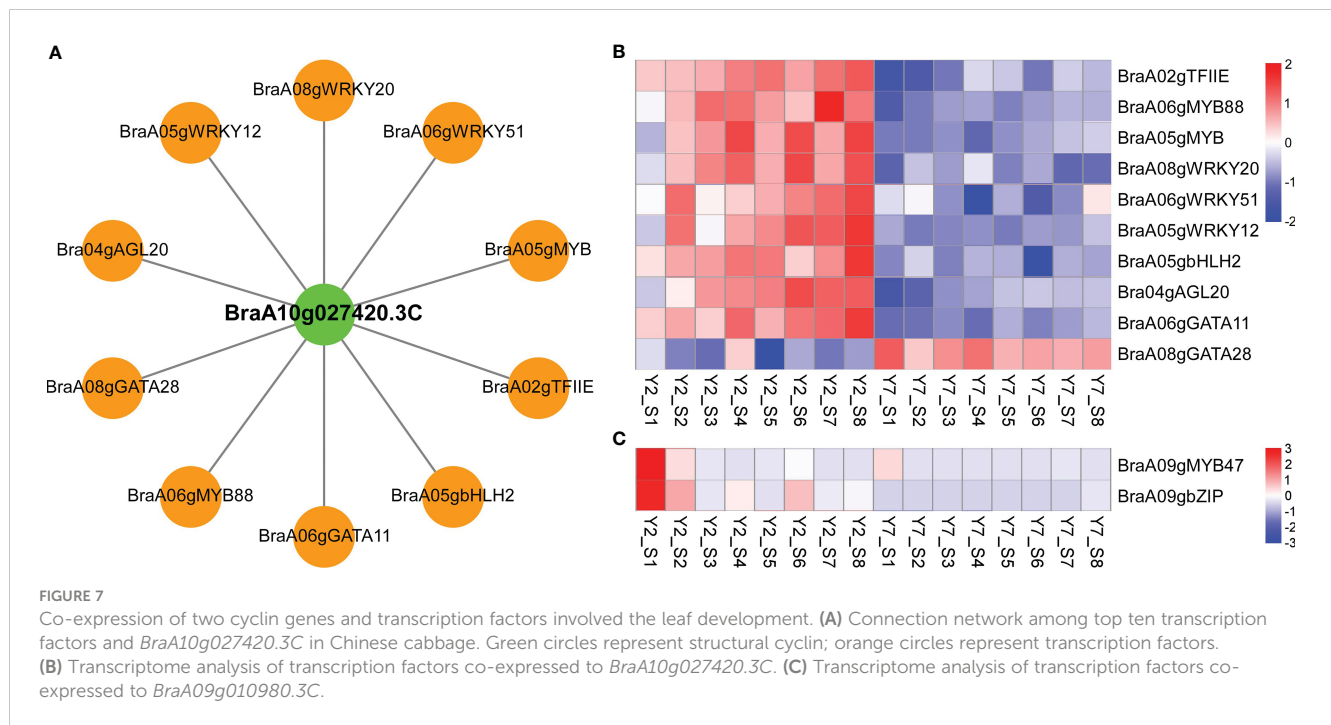 A
BraA08gWRKY20
BraA05gWRKY12
BraA06gWRKY51
Bra04gAGL20
BraA05gMYB
BraA10g027420.3C
BraA08gGATA28
BraA02gTFIIE
BraA06gMYB88
BraA05gbHLH2
BraA06gGATA11
B
BraA02gTFIIE
BraA06gMYB88
BraA05gMYB
BraA08gWRKY20
BraA06gWRKY51
BraA05gWRKY12
BraA05gbHLH2
Bra04gAGL20
BraA06gGATA11
BraA08gGATA28
2
1
0
-1
-2
Y2_S1
Y2_S2
Y2_S3
Y2_S4
Y2_S5
Y2_S6
Y2_S7
Y2_S8
Y7_S1
Y7_S2
Y7_S3
Y7_S4
Y7_S5
Y7_S6
Y7_S7
Y7_S8
C
BraA09gMYB47
BraA09gbZIP
3
2
1
0
-1
-2
-3
Y2_S1
Y2_S2
Y2_S3
Y2_S4
Y2_S5
Y2_S6
Y2_S7
Y2_S8
Y7_S1
Y7_S2
Y7_S3
Y7_S4
Y7_S5
Y7_S6
Y7_S7
Y7_S8
FIGURE 7
Co-expression of two cyclin genes and transcription factors involved the leaf development. (A) Connection network among top ten transcription
factors and BraA10g027420.3C in Chinese cabbage. Green circles represent structural cyclin; orange circles represent transcription factors.
(B) Transcriptome analysis of transcription factors co-expressed to BraA10g027420.3C. (C) Transcriptome analysis of transcription factors co-
expressed to BraA09g010980.3C.